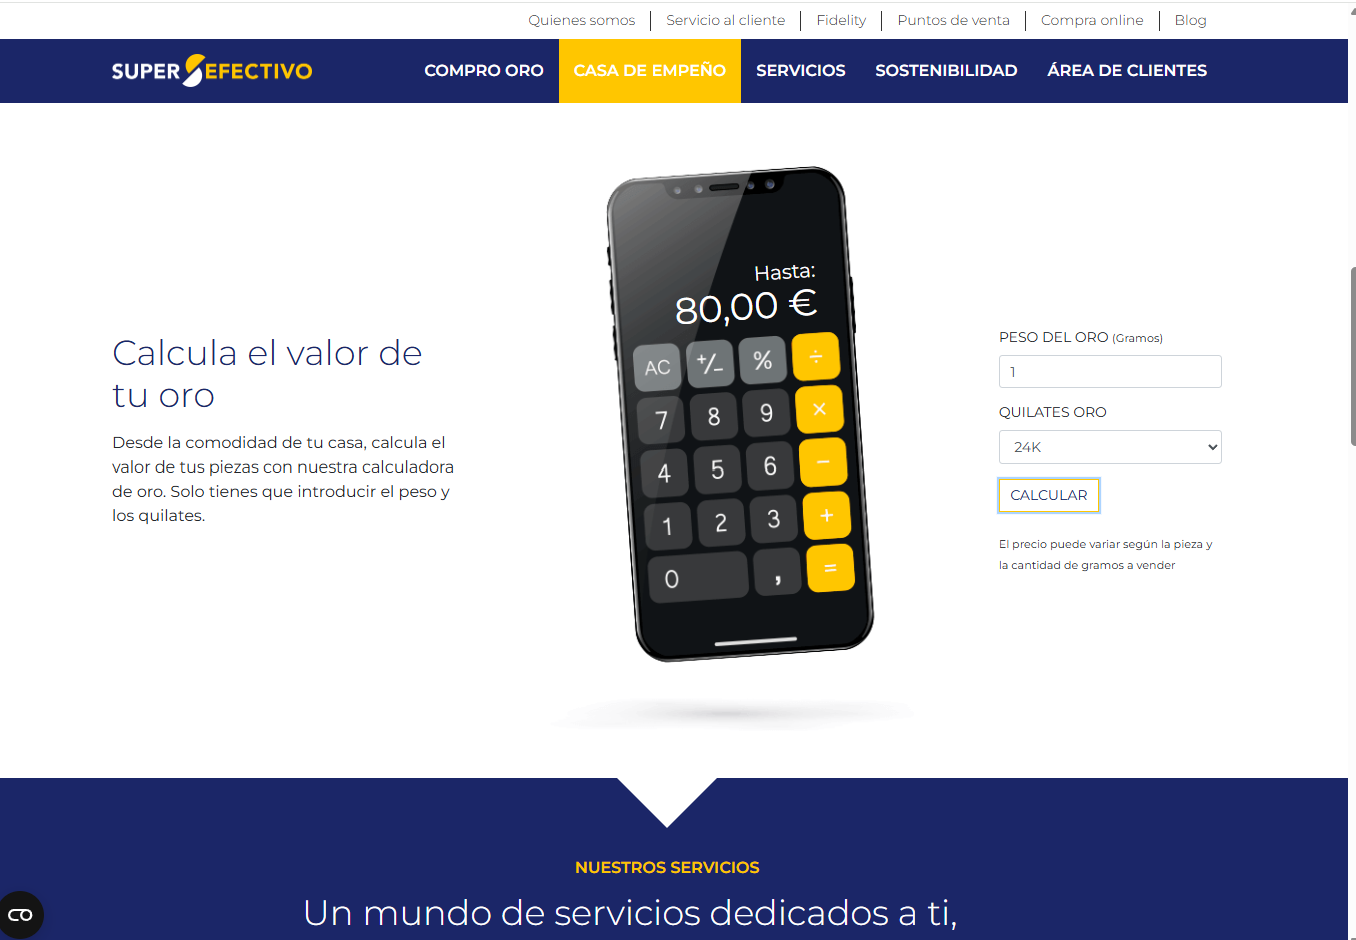 Quienes somos
Servicio al cliente
Fidelity
Puntos de venta
Compra online
Blog
SUPER EFECTIVO
COMPRO ORO
CASA DE EMPEÑO
SERVICIOS
SOSTENIBILIDAD
ÁREA DE CLIENTES
Calcula el valor de
tu oro
Desde la comodidad de tu casa, calcula el
valor de tus piezas con nuestra calculadora
de oro. Solo tienes que introducir el peso y
los quilates.
Hasta:
80,00 €
AC +/- % ÷
7 8 9 ×
4 5 6 −
1 2 3 +
0 , =
PESO DEL ORO (Gramos)
1
QUILATES ORO
24K
CALCULAR
El precio puede variar según la pieza y
la cantidad de gramos a vender
NUESTROS SERVICIOS
Un mundo de servicios dedicados a ti,